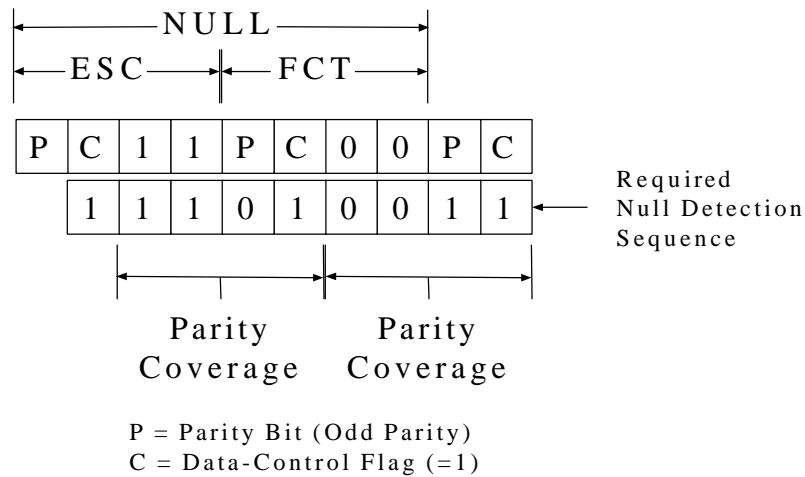 NULL
ESC FCT
P C 1 1 P C 0 0 P C
1 1 1 0 1 0 0 1 1
Required
Null Detection
Sequence
Parity
Coverage
Parity
Coverage
P = Parity Bit (Odd Parity)
C = Data-Control Flag (=1)